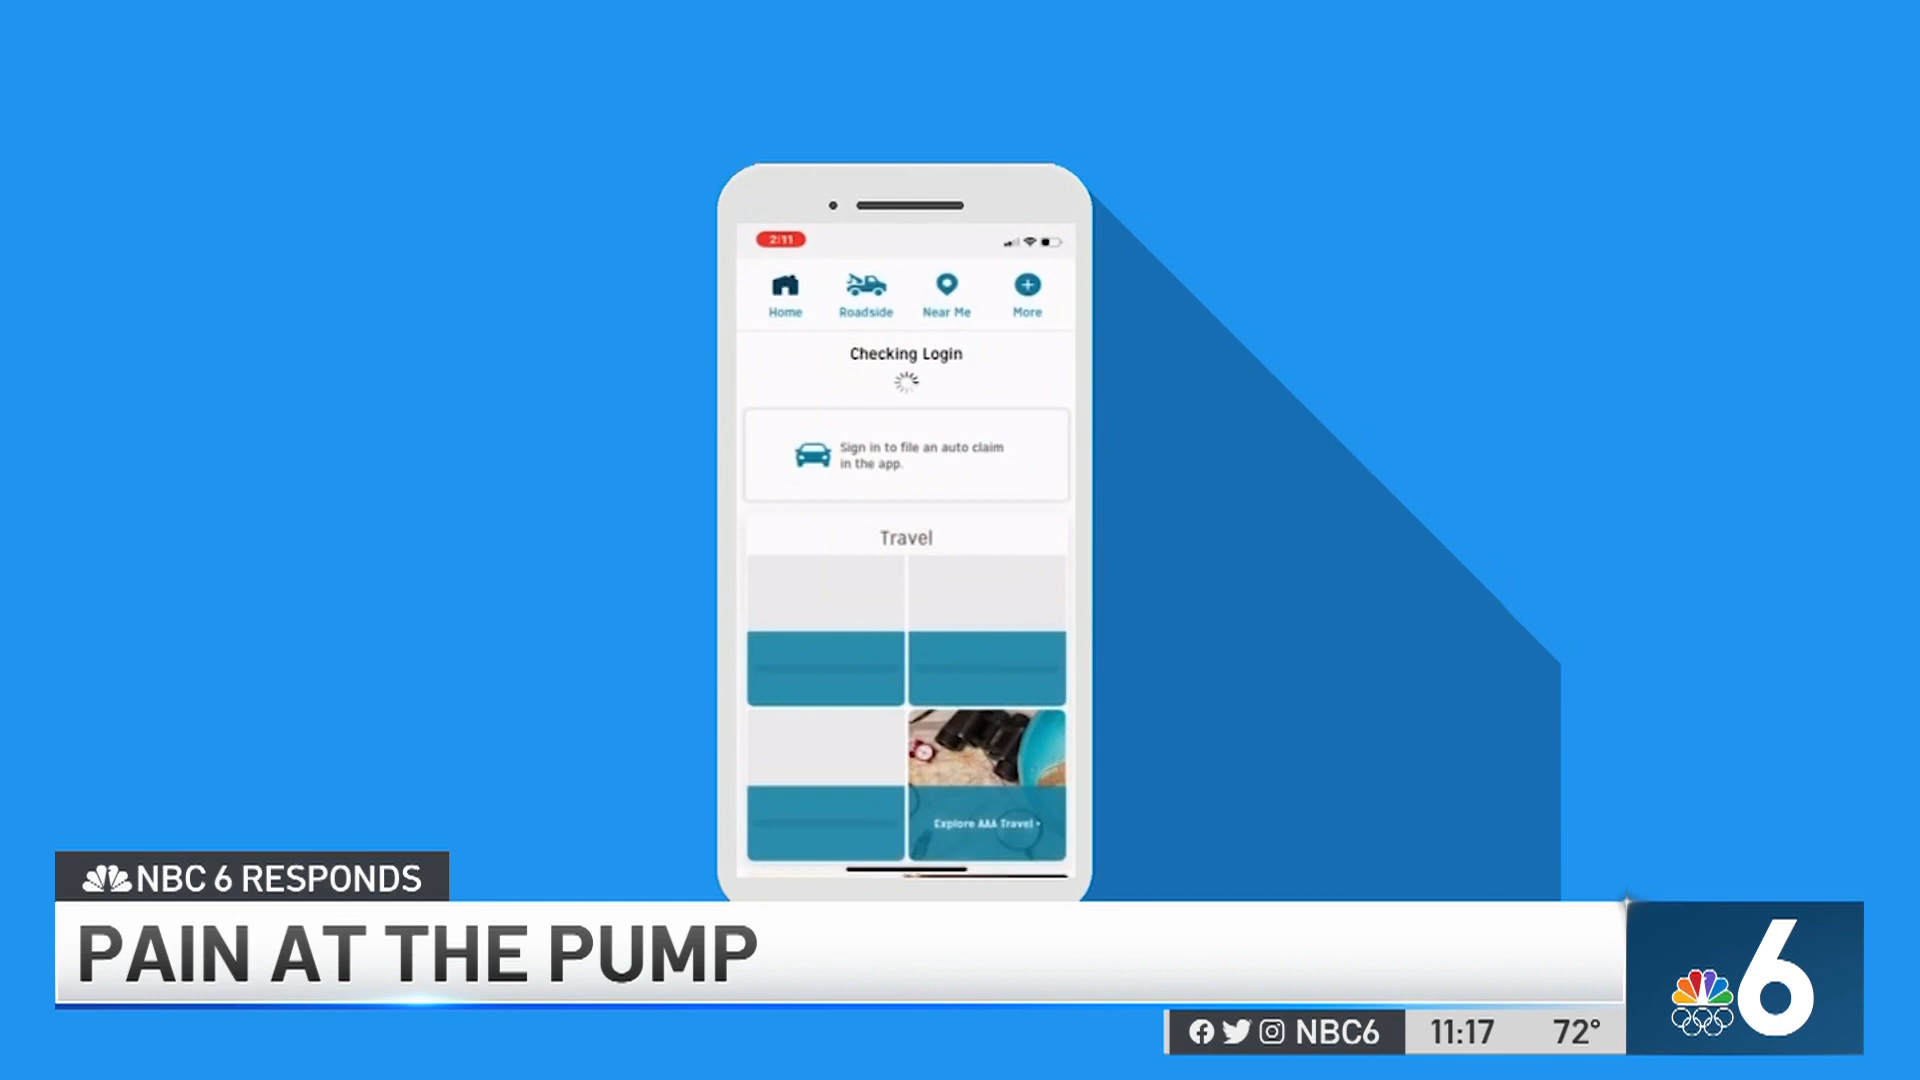 2:11
Home
Roadside
Near Me
More
Checking Login
Sign in to file an auto claim
in the app.
Travel
Explore AAA Travel
NBC 6 RESPONDS
PAIN AT THE PUMP
6
NBC6
11:17
72°